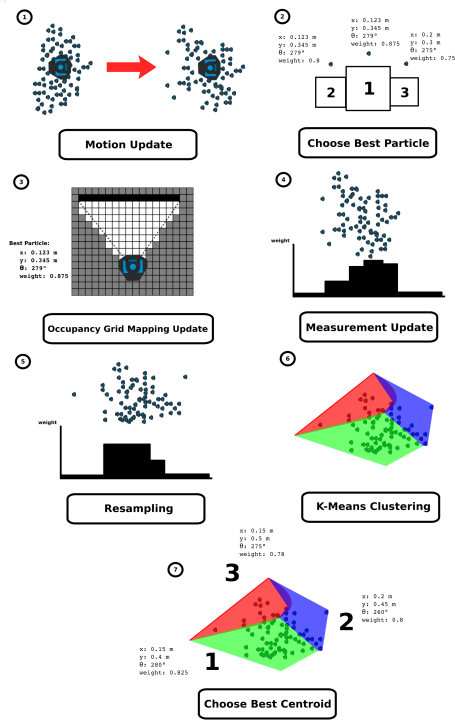 1
Motion Update
2
x: 0.123 m
y: 0.345 m
θ: 279°
weight: 0.8
x: 0.123 m
y: 0.345 m
θ: 279°
weight: 0.875
x: 0.2 m
y: 0.3 m
θ: 275°
weight: 0.75
2
1
3
Choose Best Particle
3
Best Particle:
x: 0.123 m
y: 0.345 m
θ: 279°
weight: 0.875
Occupancy Grid Mapping Update
4
weight
Measurement Update
5
weight
Resampling
6
K-Means Clustering
7
x: 0.15 m
y: 0.5 m
θ: 275°
weight: 0.78
3
x: 0.2 m
y: 0.45 m
θ: 260°
weight: 0.8
2
x: 0.15 m
y: 0.4 m
θ: 280°
weight: 0.825
1
Choose Best Centroid